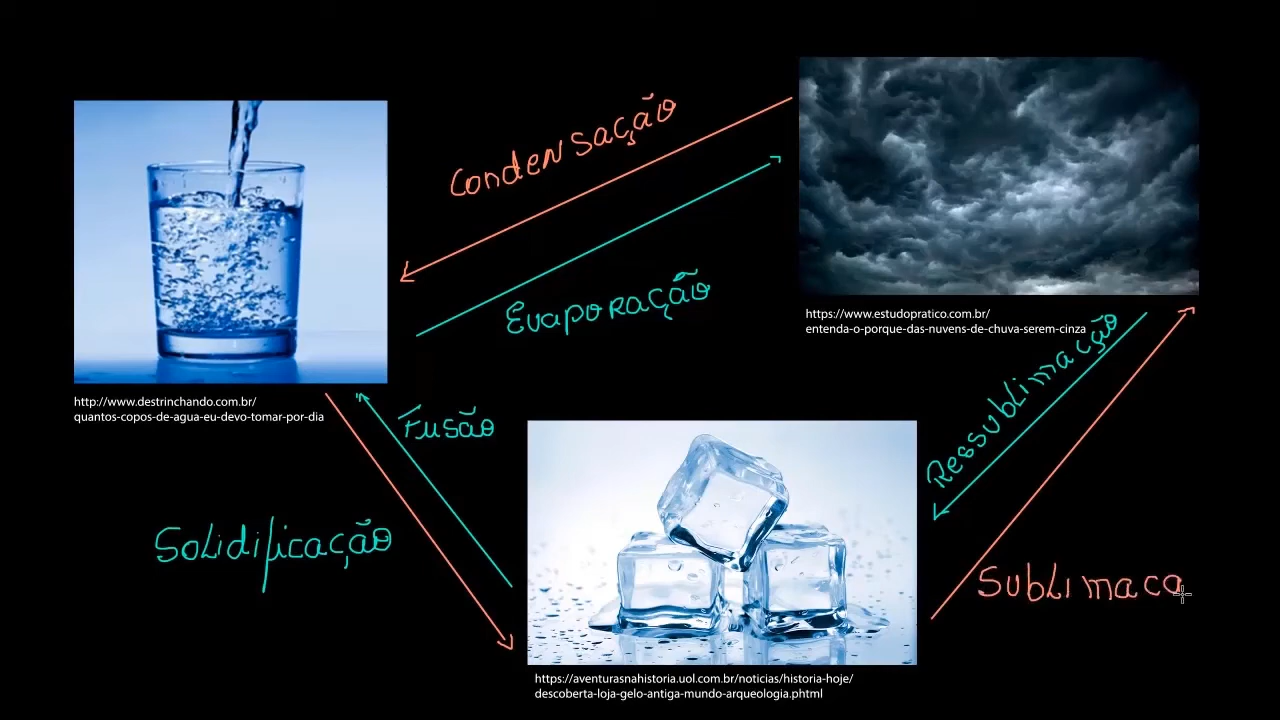 Condensação
Evaporação
https://www.estudopratico.com.br/
entenda-o-porque-das-nuvens-de-chuva-serem-cinza
http://www.destrinchando.com.br/
quantos-copos-de-agua-eu-devo-tomar-por-dia
Fusão
Ressublimação
Solidificação
Sublimaca
https://aventurasnahistoria.uol.com.br/noticias/historia-hoje/
descoberta-loja-gelo-antiga-mundo-arqueologia.phtml